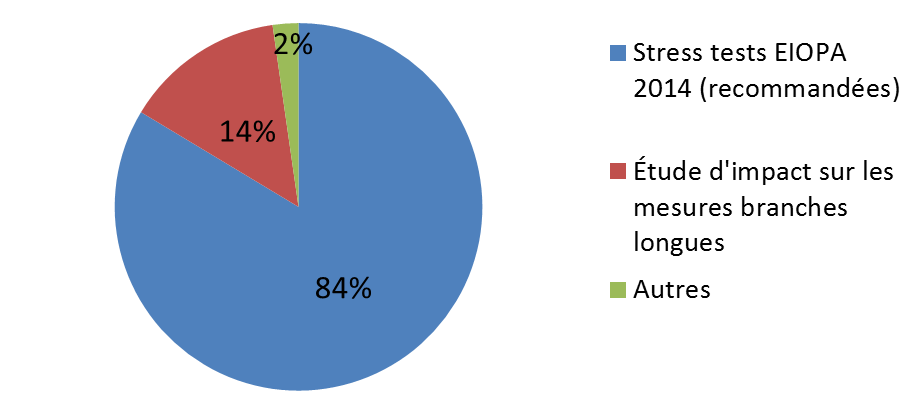 2%
14%
84%
Stress tests EIOPA
2014 (recommandées)
Étude d'impact sur les
mesures branches
longues
Autres